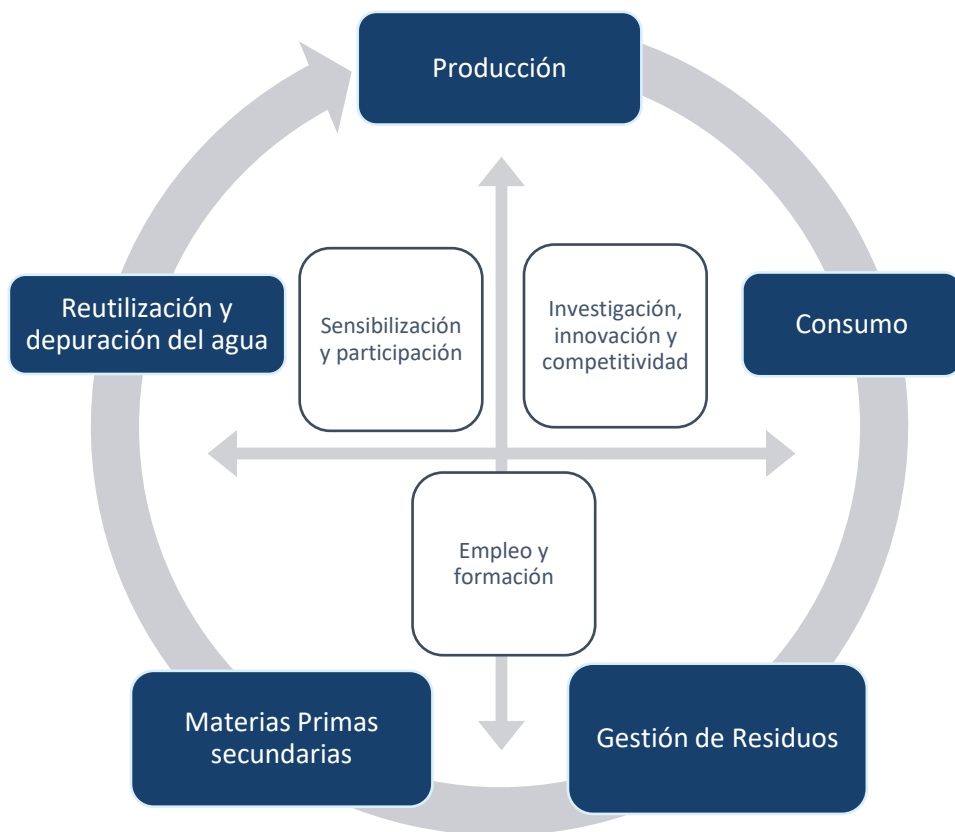 Producción
Reutilización y
depuración del agua
Sensibilización
y participación
Investigación,
innovación y
competitividad
Consumo
Empleo y
formación
Materias Primas
secundarias
Gestión de Residuos